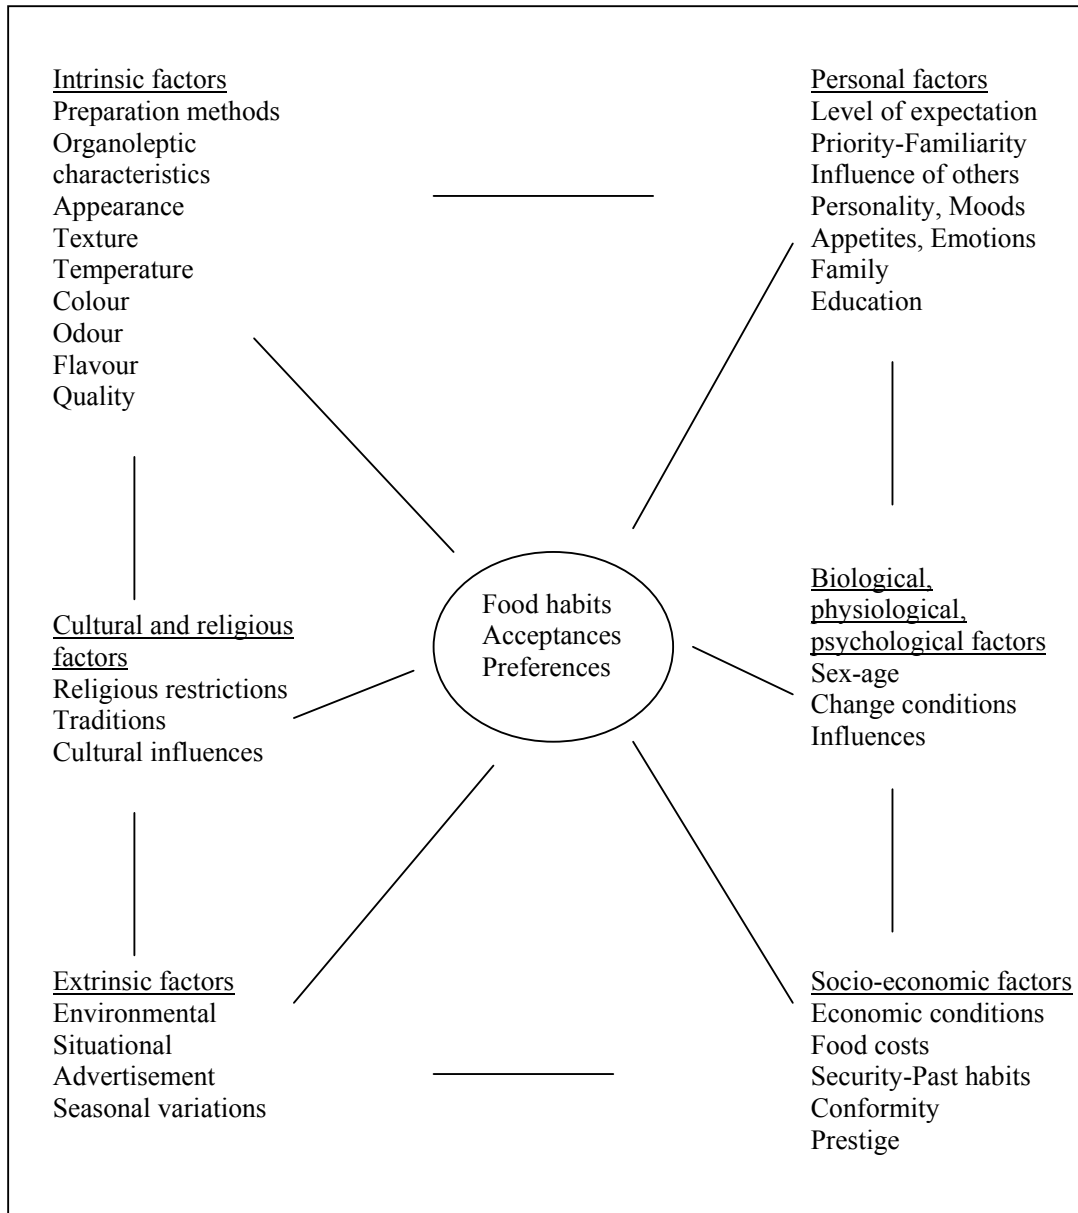 Intrinsic factors
Preparation methods
Organoleptic
characteristics
Appearance
Texture
Temperature
Colour
Odour
Flavour
Quality
Personal factors
Level of expectation
Priority-Familiarity
Influence of others
Personality, Moods
Appetites, Emotions
Family
Education
Food habits
Acceptances
Preferences
Cultural and religious
factors
Religious restrictions
Traditions
Cultural influences
Biological,
physiological,
psychological factors
Sex-age
Change conditions
Influences
Extrinsic factors
Environmental
Situational
Advertisement
Seasonal variations
Socio-economic factors
Economic conditions
Food costs
Security-Past habits
Conformity
Prestige